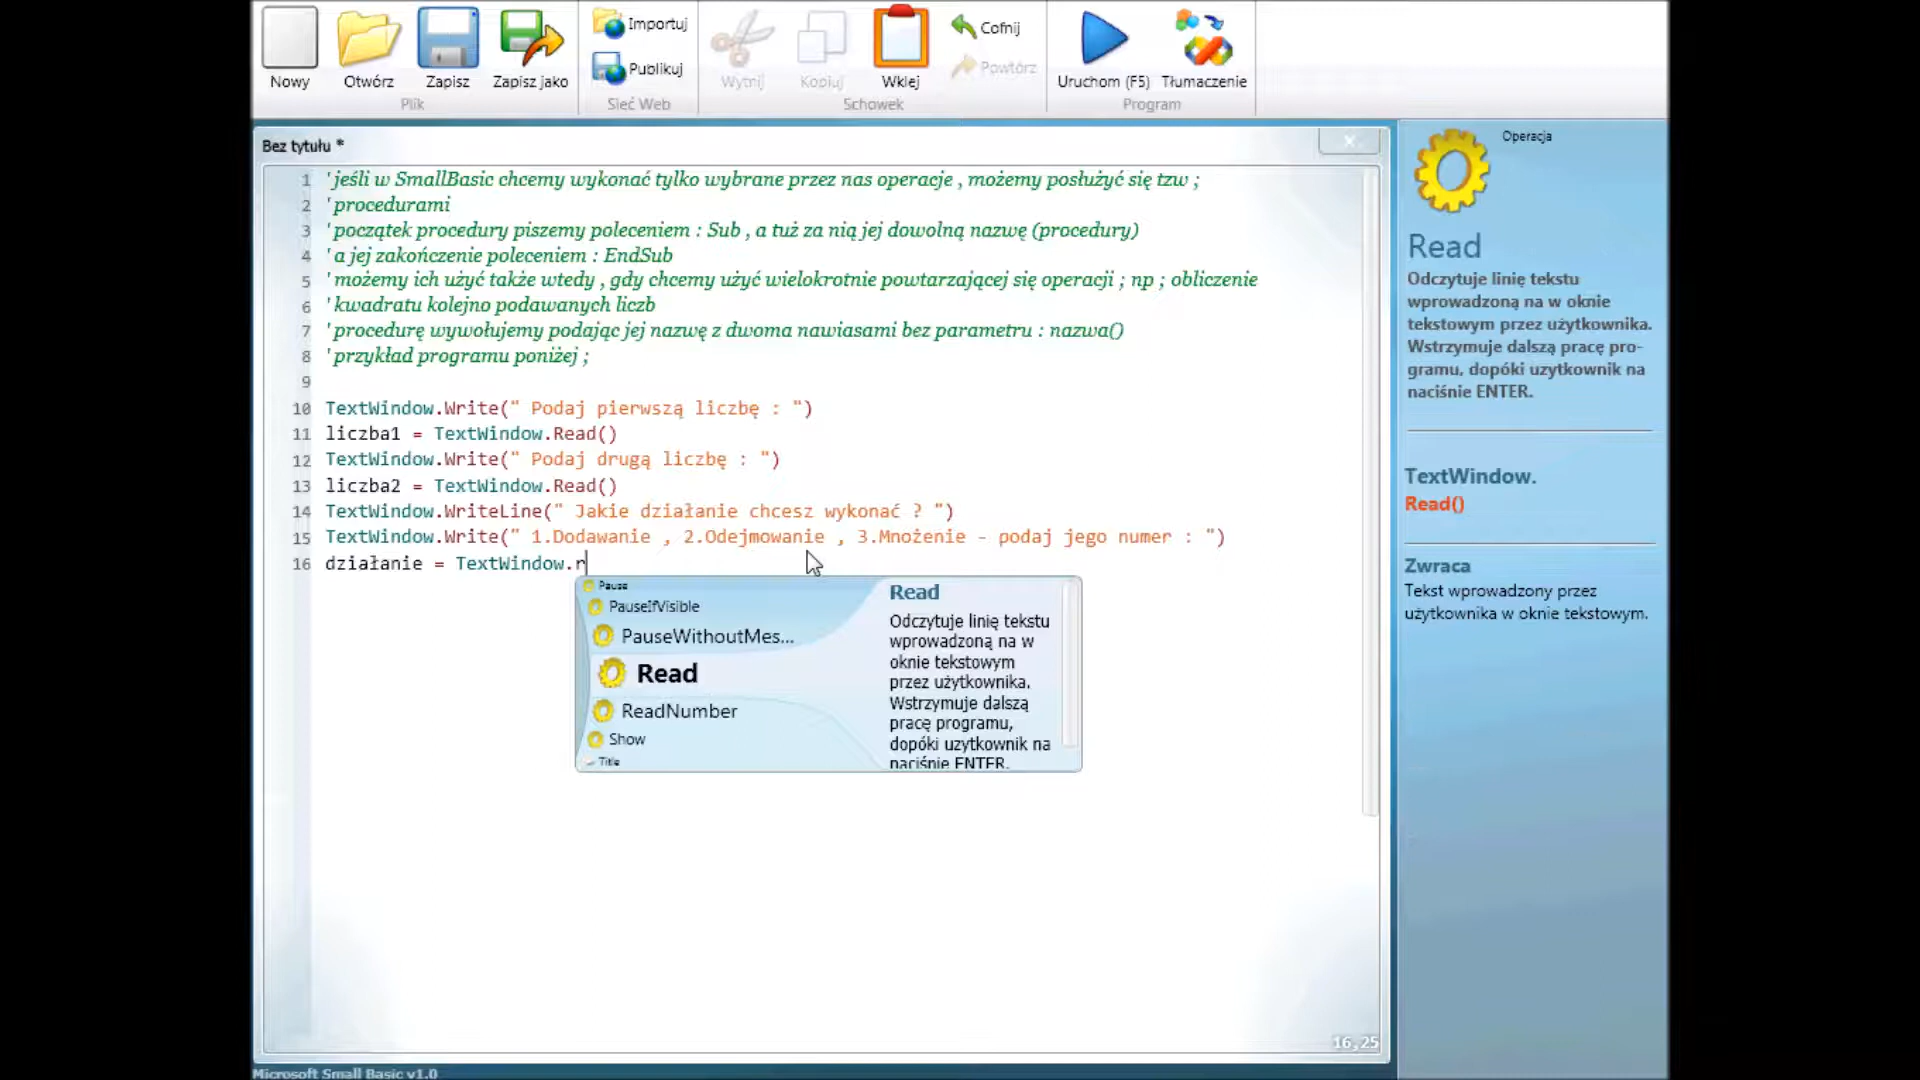 Nowy
Otwórz
Zapisz
Zapisz jako
Plik
Importuj
Publikuj
Sieć Web
Wytnij
Kopiuj
Wklej
Cofnij
Powtórz
Schowek
Uruchom (F5)
Tłumaczenie
Program
Bez tytułu *
1 ' jeśli w SmallBasic chcemy wykonać tylko wybrane przez nas operacje , możemy posłużyć się tzw ;
2 ' procedurami
3 ' początek procedury piszemy poleceniem : Sub , a tuż za nią jej dowolną nazwę (procedury)
4 ' a jej zakończenie poleceniem : EndSub
5 ' możemy ich użyć także wtedy , gdy chcemy użyć wielokrotnie powtarzającej się operacji ; np ; obliczenie
6 ' kwadratu kolejno podawanych liczb
7 ' procedurę wywołujemy podając jej nazwę z dwoma nawiasami bez parametru : nazwa()
8 ' przykład programu poniżej ;
9
10 TextWindow.Write(" Podaj pierwszą liczbę : ")
11 liczba1 = TextWindow.Read()
12 TextWindow.Write(" Podaj drugą liczbę : ")
13 liczba2 = TextWindow.Read()
14 TextWindow.WriteLine(" Jakie działanie chcesz wykonać ? ")
15 TextWindow.Write(" 1.Dodawanie , 2.Odejmowanie , 3.Mnożenie - podaj jego numer : ")
16 działanie = TextWindow.r
Pause
PauseIfVisible
PauseWithoutMes...
Read
ReadNumber
Show
Title
Read
Odczytuje linię tekstu
wprowadzoną na w
oknie tekstowym
przez użytkownika.
Wstrzymuje dalszą
pracę programu,
dopóki uzytkownik na
naciśnie ENTER.
16,25
Operacja
Read
Odczytuje linię tekstu
wprowadzoną na w oknie
tekstowym przez użytkownika.
Wstrzymuje dalszą pracę pro-
gramu, dopóki uzytkownik na
naciśnie ENTER.
TextWindow.
Read()
Zwraca
Tekst wprowadzony przez
użytkownika w oknie tekstowym.
Microsoft Small Basic v1.0